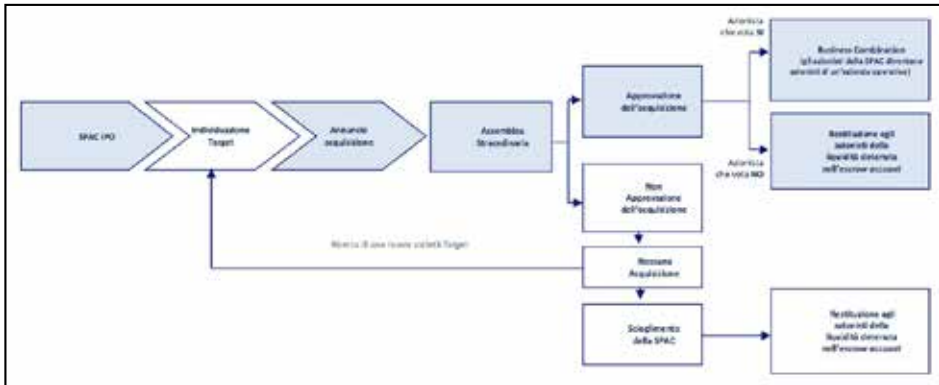 Azionista
che vota SI
Business Combination
(gli azionisti della SPAC diventano
azionisti di un'azienda operativa)
SPAC IPO
Individuazione
Target
Annuncio
acquisizione
Assemblea
Straordinaria
Approvazione
dell'acquisizione
Azionista
che vota NO
Restituzione agli
azionisti della
liquidità detenuta
nell'escrow account
Non
Approvazione
dell'acquisizione
Ricerca di una nuova società Target
Nessuna
Acquisizione
Scioglimento
della SPAC
Restituzione agli
azionisti della
liquidità detenuta
nell'escrow account